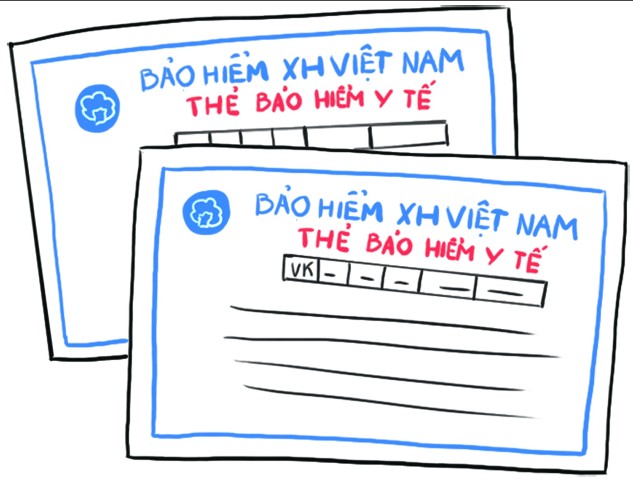 BẢO HIỂM XH VIỆT NAM
THẺ BẢO HIỂM Y TẾ
BẢO HIỂM XH VIỆT NAM
THẺ BẢO HIỂM Y TẾ
VK